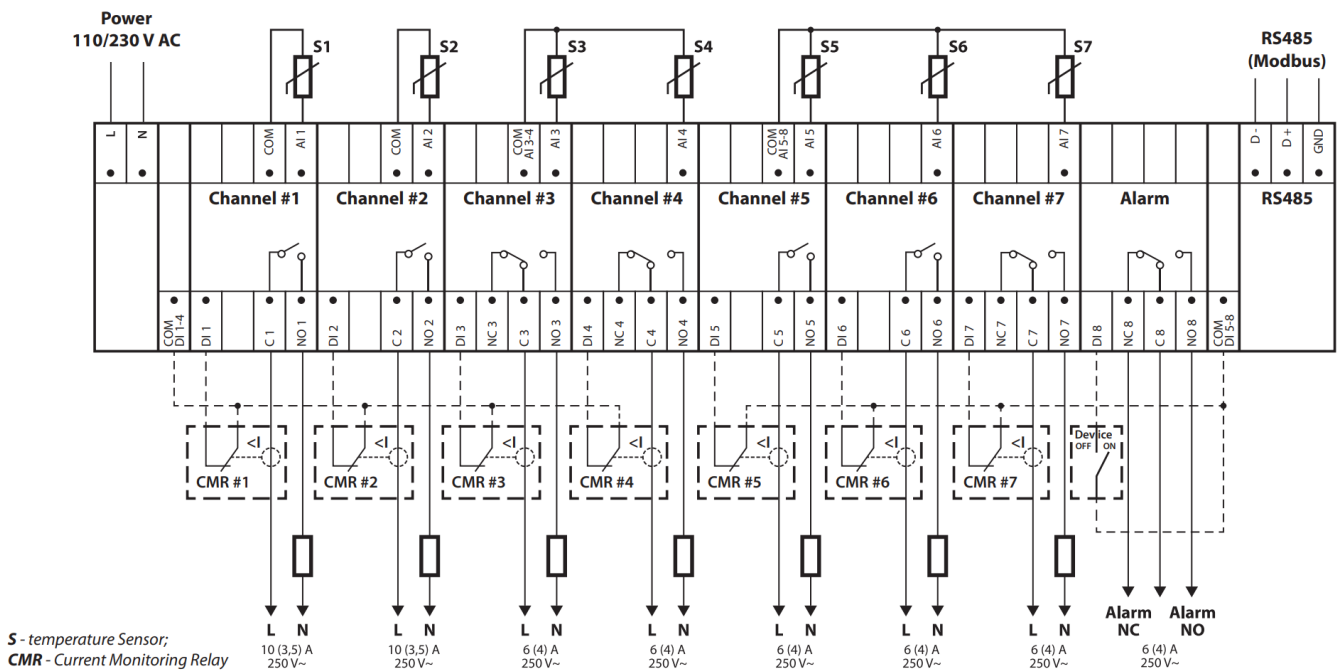 Power
110/230 V AC
S1
S2
S3
S4
S5
S6
S7
RS485
(Modbus)
L
N
COM
AI 1
COM
AI 2
COM
AI 3-4
AI 3
AI 4
COM
AI 5-8
AI 5
AI 6
AI 7
D -
D +
GND
Channel #1
Channel #2
Channel #3
Channel #4
Channel #5
Channel #6
Channel #7
Alarm
RS485
COM
DI 1-4
DI 1
C 1
NO 1
DI 2
C 2
NO 2
DI 3
NC 3
C 3
NO 3
DI 4
NC 4
C 4
NO 4
DI 5
C 5
NO 5
DI 6
C 6
NO 6
DI 7
NC 7
C 7
NO 7
DI 8
NC 8
C 8
NO 8
COM
DI 5-8
<I
CMR #1
<I
CMR #2
<I
CMR #3
<I
CMR #4
<I
CMR #5
<I
CMR #6
<I
CMR #7
Device
OFF ON
L N
10 (3,5) A
250 V~
L N
10 (3,5) A
250 V~
L N
6 (4) A
250 V~
L N
6 (4) A
250 V~
L N
6 (4) A
250 V~
L N
6 (4) A
250 V~
L N
6 (4) A
250 V~
Alarm
NC
Alarm
NO
6 (4) A
250 V~
S - temperature Sensor;
CMR - Current Monitoring Relay